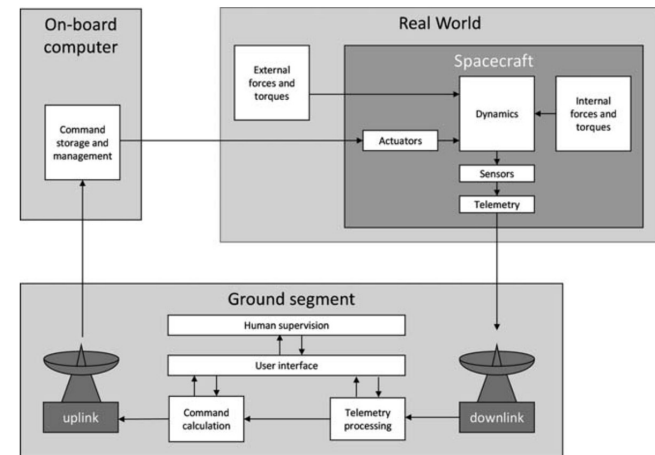 On-board
computer
Command
storage and
management
Real World
External
forces and
torques
Spacecraft
Dynamics
Internal
forces and
torques
Actuators
Sensors
Telemetry
Ground segment
Human supervision
User interface
uplink
Command
calculation
Telemetry
processing
downlink